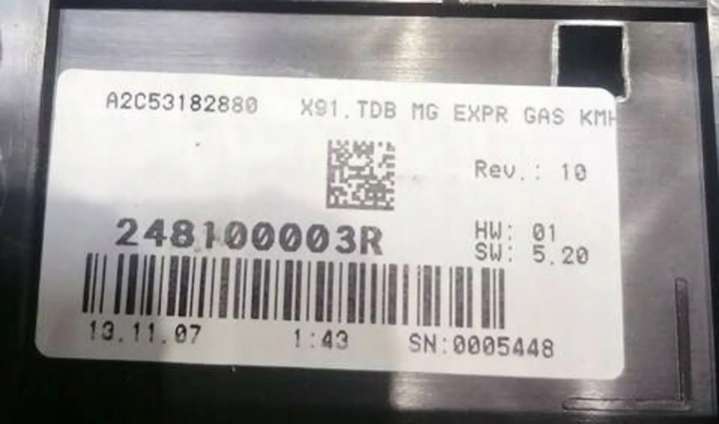 A2C53182880 X91.TDB MG EXPR GAS KMH
Rev.: 10
248100003R
HW: 01
SW: 5.20
13.11.07 1:43 SN:0005448